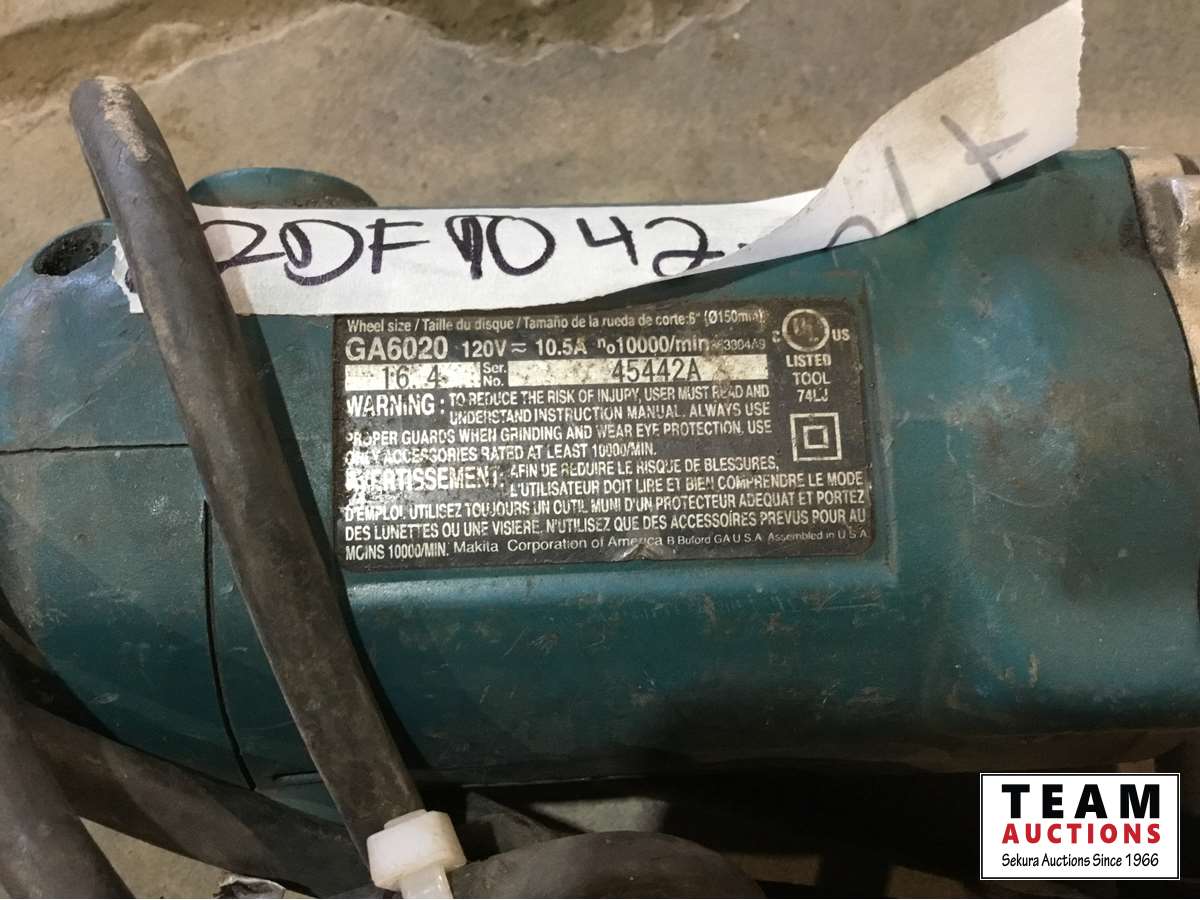 2DF1042-
Wheel size / Taille du disque / Tamaño de la rueda de corte:6" (Ø150min)
GA6020 120V 10.5A no10000/min
16.4 Ser. No. 45442A
C UL US
LISTED
TOOL
74LJ
WARNING : TO REDUCE THE RISK OF INJURY, USER MUST READ AND
UNDERSTAND INSTRUCTION MANUAL. ALWAYS USE
PROPER GUARDS WHEN GRINDING AND WEAR EYE PROTECTION. USE
ONLY ACCESSORIES RATED AT LEAST 10000/MIN.
AVERTISSEMENT: AFIN DE REDUIRE LE RISQUE DE BLESSURES,
L'UTILISATEUR DOIT LIRE ET BIEN COMPRENDRE LE MODE
D'EMPLOI. UTILISEZ TOUJOURS UN OUTIL MUNI D'UN PROTECTEUR ADEQUAT ET PORTEZ
DES LUNETTES OU UNE VISIERE. N'UTILISEZ QUE DES ACCESSOIRES PREVUS POUR AU
MOINS 10000/MIN. Makita Corporation of America B Buford GA U.S.A. Assembled in U.S.A.
TEAM
AUCTIONS
Sekura Auctions Since 1966